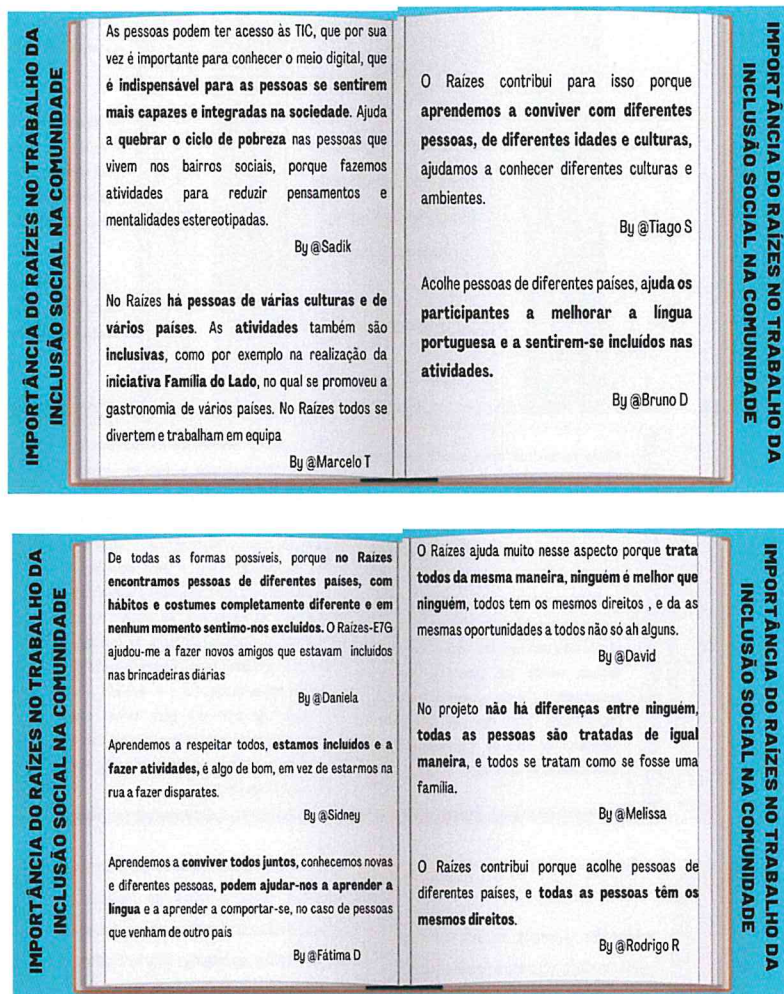 IMPORTÂNCIA DO RAÍZES NO TRABALHO DA
INCLUSÃO SOCIAL NA COMUNIDADE
As pessoas podem ter acesso às TIC, que por sua
vez é importante para conhecer o meio digital, que
é indispensável para as pessoas se sentirem
mais capazes e integradas na sociedade. Ajuda
a quebrar o ciclo de pobreza nas pessoas que
vivem nos bairros sociais, porque fazemos
atividades para reduzir pensamentos e
mentalidades estereotipadas.
By @Sadik
No Raízes há pessoas de várias culturas e de
vários países. As atividades também são
inclusivas, como por exemplo na realização da
iniciativa Família do Lado, no qual se promoveu a
gastronomia de vários países. No Raízes todos se
divertem e trabalham em equipa
By @Marcelo T
O Raízes contribui para isso porque
aprendemos a conviver com diferentes
pessoas, de diferentes idades e culturas,
ajudamos a conhecer diferentes culturas e
ambientes.
By @Tiago S
Acolhe pessoas de diferentes países, ajuda os
participantes a melhorar a língua
portuguesa e a sentirem-se incluídos nas
atividades.
By @Bruno D
IMPORTÂNCIA DO RAÍZES NO TRABALHO DA
INCLUSÃO SOCIAL NA COMUNIDADE
IMPORTÂNCIA DO RAÍZES NO TRABALHO DA
INCLUSÃO SOCIAL NA COMUNIDADE
De todas as formas possíveis, porque no Raízes
encontramos pessoas de diferentes países, com
hábitos e costumes completamente diferente e em
nenhum momento sentimo-nos excluídos. O Raízes-E7G
ajudou-me a fazer novos amigos que estavam incluídos
nas brincadeiras diárias
By @Daniela
Aprendemos a respeitar todos, estamos incluídos e a
fazer atividades, é algo de bom, em vez de estarmos na
rua a fazer disparates.
By @Sidney
Aprendemos a conviver todos juntos, conhecemos novas
e diferentes pessoas, podem ajudar-nos a aprender a
língua e a aprender a comportar-se, no caso de pessoas
que venham de outro país
By @Fátima D
O Raízes ajuda muito nesse aspecto porque trata
todos da mesma maneira, ninguém é melhor que
ninguém, todos tem os mesmos direitos , e da as
mesmas oportunidades a todos não só ah alguns.
By @David
No projeto não há diferenças entre ninguém,
todas as pessoas são tratadas de igual
maneira, e todos se tratam como se fosse uma
família.
By @Melissa
O Raízes contribui porque acolhe pessoas de
diferentes países, e todas as pessoas têm os
mesmos direitos.
By @Rodrigo R
IMPORTÂNCIA DO RAÍZES NO TRABALHO DA
INCLUSÃO SOCIAL NA COMUNIDADE